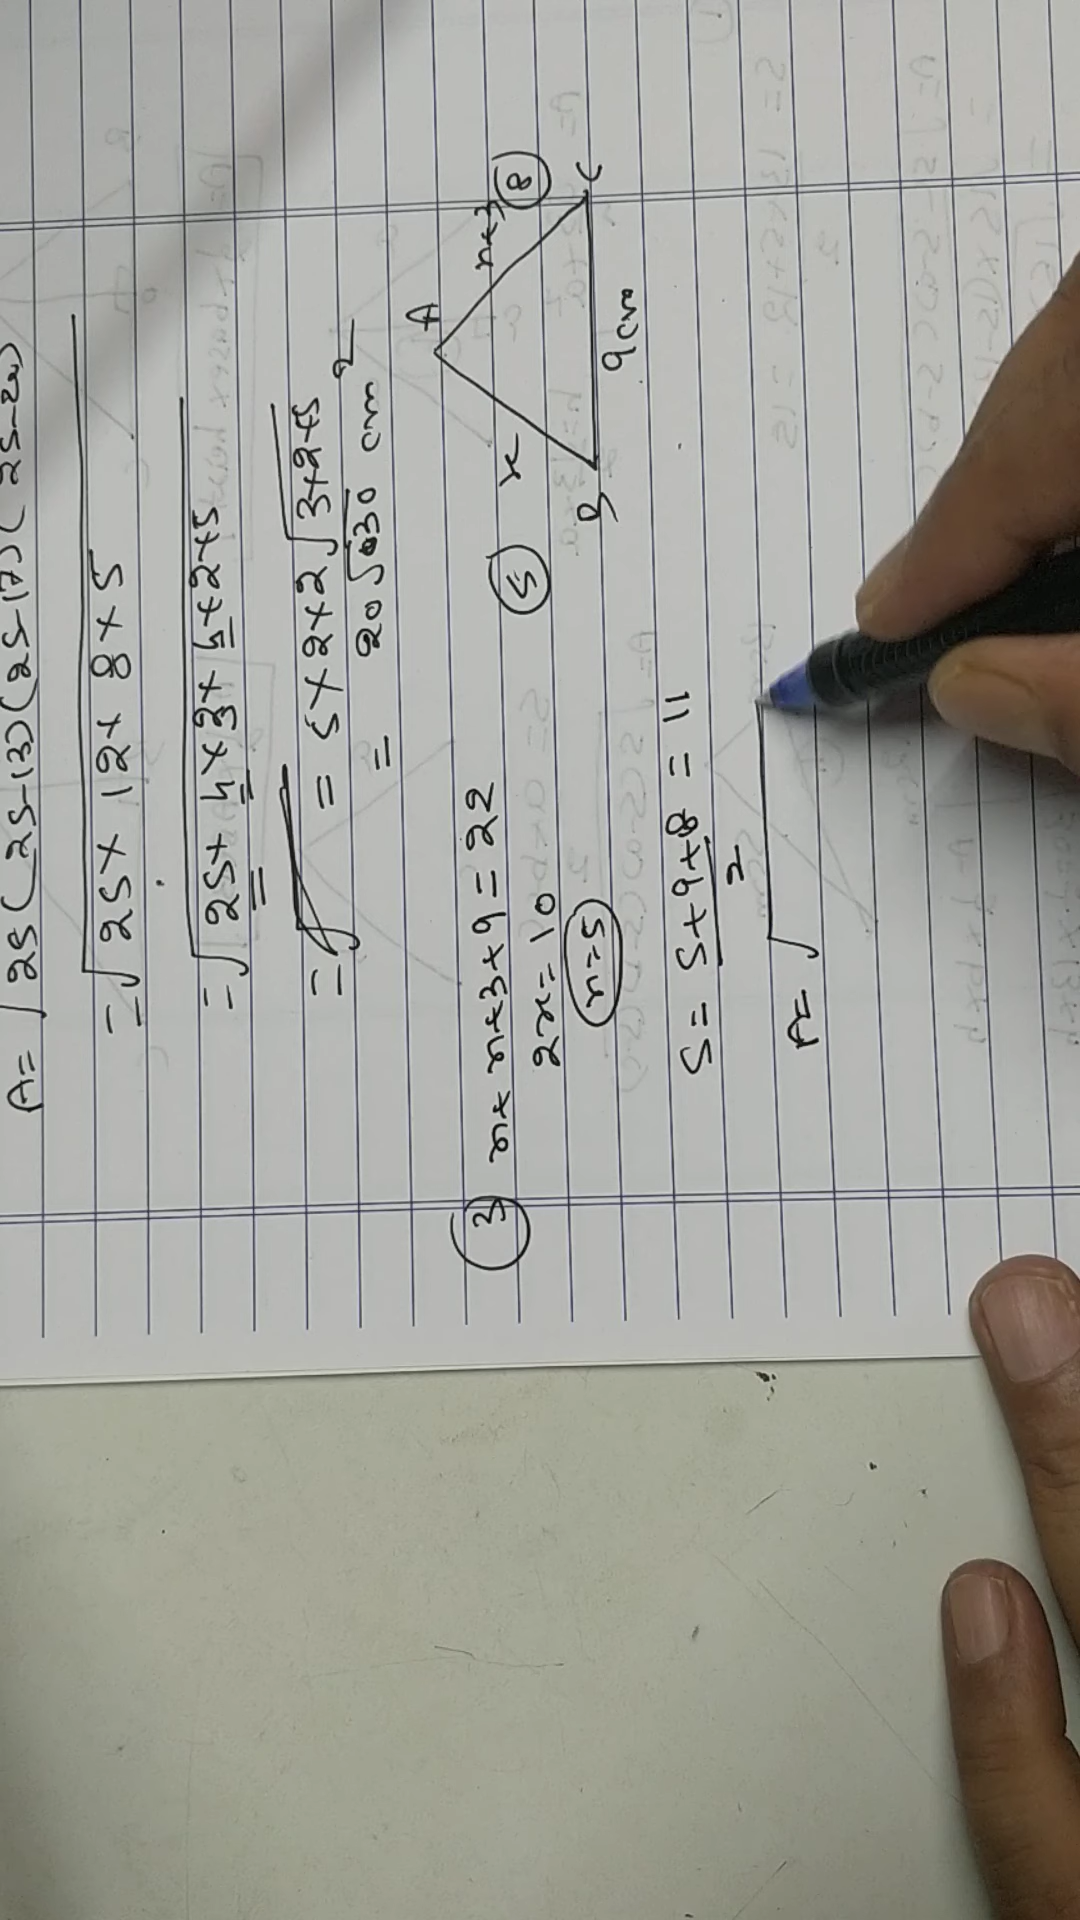 A= √25(25-13)(25-17)(25-20)
= √25×12×8×5
= √25×4×3×4×2×5
= = 5×2×2√3×2×5
= 20√30 cm²
③ x+x+3+9=22
2x=10
x=5
A
x
x+3
⑤
⑧
B
C
9cm
S = 5+9+8 = 11
2
A= √